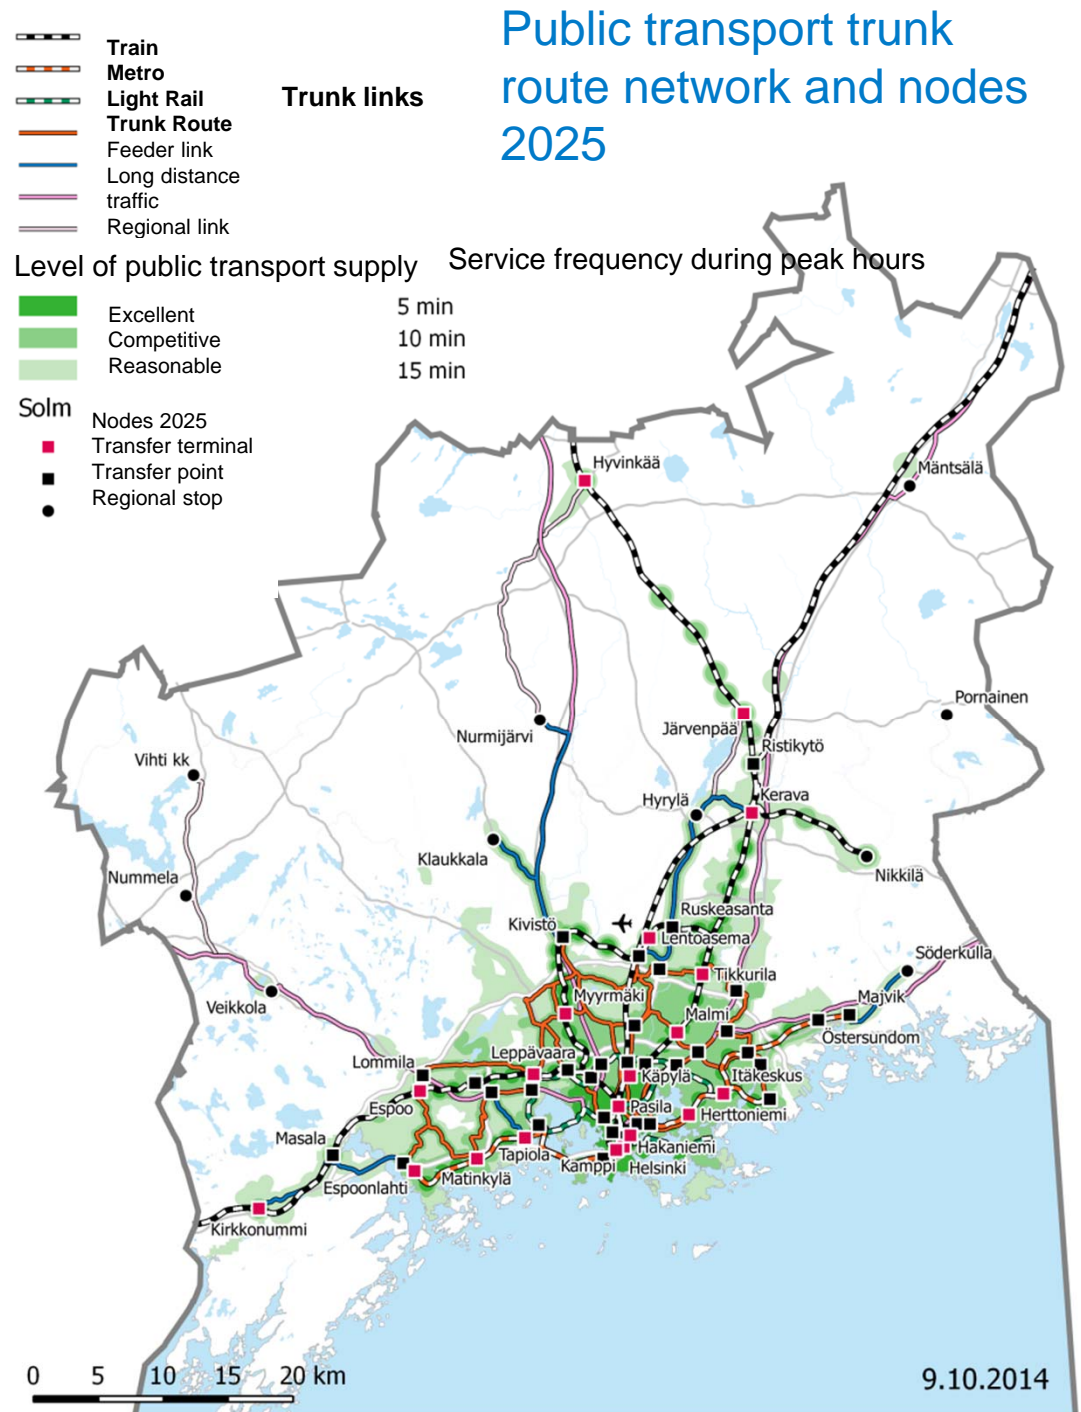 Public transport trunk
route network and nodes
2025
Train
Metro
Light Rail
Trunk links
Trunk Route
Feeder link
Long distance
traffic
Regional link
Level of public transport supply
Service frequency during peak hours
Excellent
5 min
Competitive
10 min
Reasonable
15 min
Solm
Nodes 2025
Transfer terminal
Transfer point
Regional stop
Hyvinkää
Mäntsälä
Pornainen
Järvenpää
Nurmijärvi
Ristikytö
Vihti kk
Kerava
Hyrylä
Klaukkala
Nikkilä
Nummela
Ruskeasanta
Kivistö
Lentoasema
Söderkulla
Tikkurila
Veikkola
Myyrmäki
Majvik
Malmi
Östersundom
Leppävaara
Lommila
Käpylä
Itäkeskus
Espoo
Pasila
Herttoniemi
Masala
Hakaniemi
Tapiola
Kamppi
Helsinki
Matinkylä
Espoonlahti
Kirkkonummi
0 5 10 15 20 km
9.10.2014